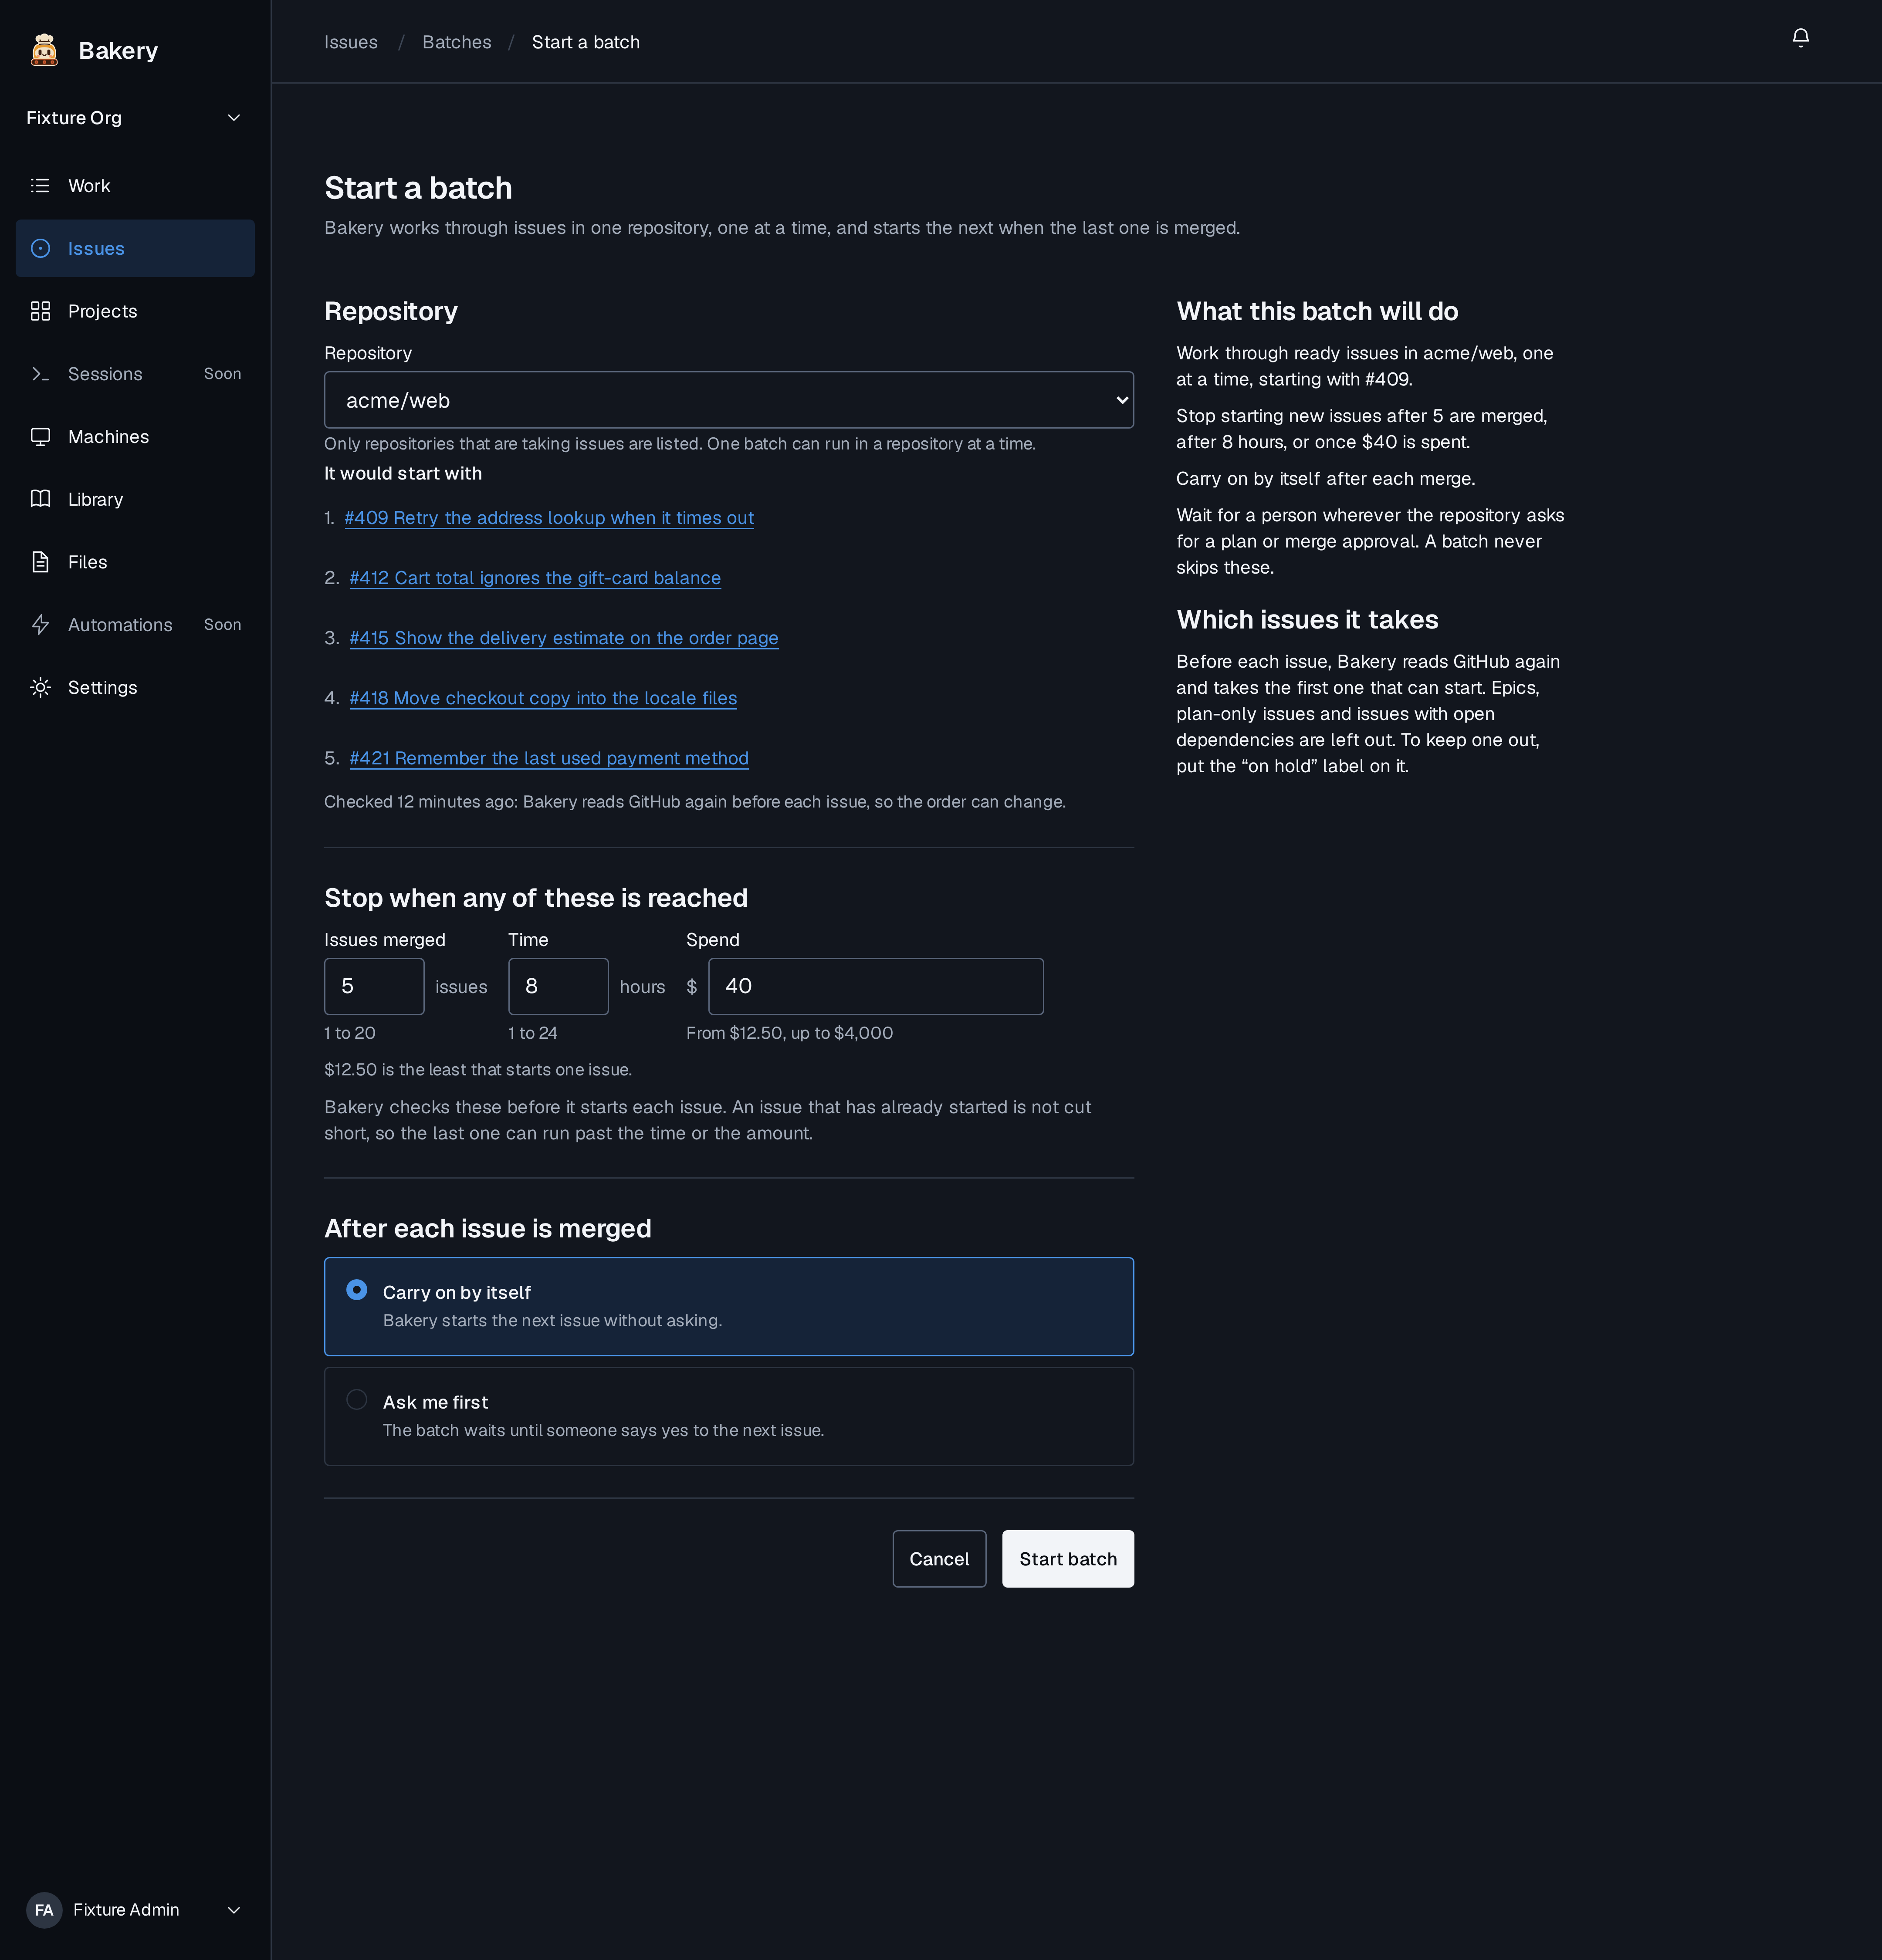 Bakery
Fixture Org
Work
Issues
Projects
Sessions Soon
Machines
Library
Files
Automations Soon
Settings
FA Fixture Admin
Issues / Batches / Start a batch
Start a batch
Bakery works through issues in one repository, one at a time, and starts the next when the last one is merged.
Repository
Repository
acme/web
Only repositories that are taking issues are listed. One batch can run in a repository at a time.
It would start with
1. #409 Retry the address lookup when it times out
2. #412 Cart total ignores the gift-card balance
3. #415 Show the delivery estimate on the order page
4. #418 Move checkout copy into the locale files
5. #421 Remember the last used payment method
Checked 12 minutes ago: Bakery reads GitHub again before each issue, so the order can change.
Stop when any of these is reached
Issues merged Time Spend
5 issues 8 hours $ 40
1 to 20 1 to 24 From $12.50, up to $4,000
$12.50 is the least that starts one issue.
Bakery checks these before it starts each issue. An issue that has already started is not cut
short, so the last one can run past the time or the amount.
After each issue is merged
Carry on by itself
Bakery starts the next issue without asking.
Ask me first
The batch waits until someone says yes to the next issue.
Cancel Start batch
What this batch will do
Work through ready issues in acme/web, one
at a time, starting with #409.
Stop starting new issues after 5 are merged,
after 8 hours, or once $40 is spent.
Carry on by itself after each merge.
Wait for a person wherever the repository asks
for a plan or merge approval. A batch never
skips these.
Which issues it takes
Before each issue, Bakery reads GitHub again
and takes the first one that can start. Epics,
plan-only issues and issues with open
dependencies are left out. To keep one out,
put the “on hold” label on it.